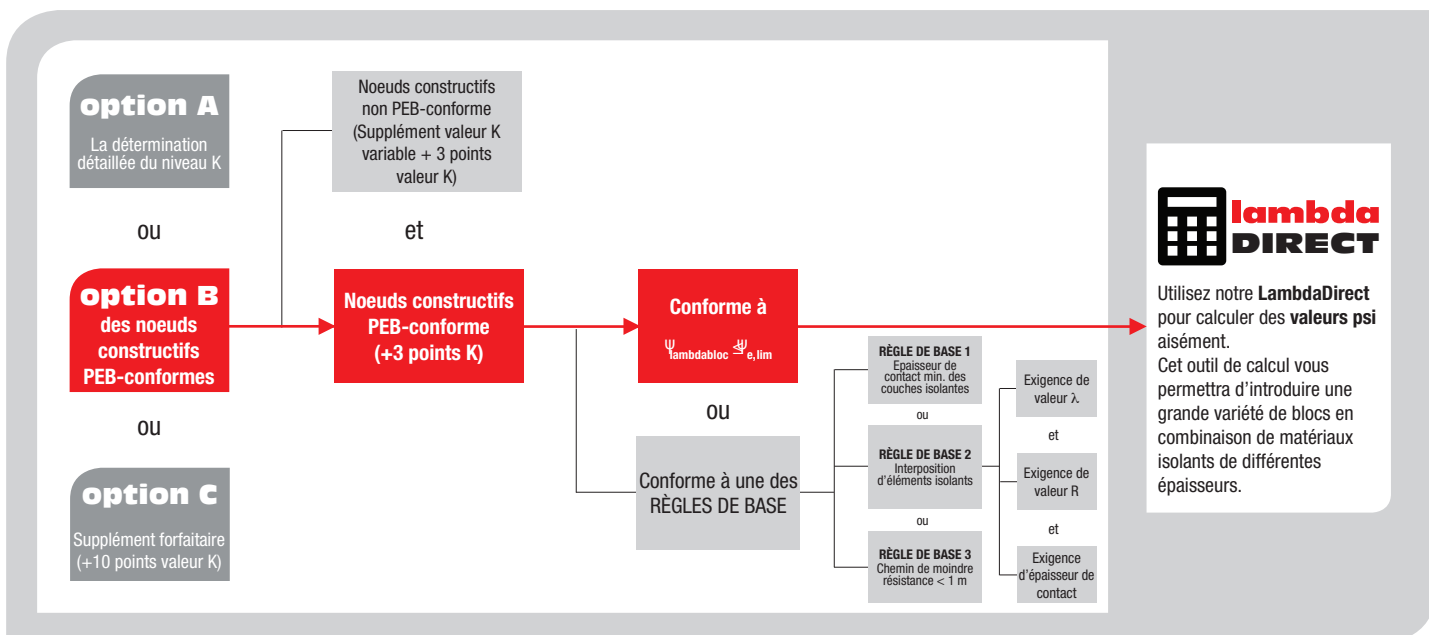 option A
La détermination
détaillée du niveau K
ou
option B
des noeuds
constructifs
PEB-conformes
ou
option C
Supplément forfaitaire
(+10 points valeur K)
Noeuds constructifs
non PEB-conforme
(Supplément valeur K
variable + 3 points
valeur K)
et
Noeuds constructifs
PEB-conforme
(+3 points K)
Conforme à
Ψlambdabloc ≤Ψe,lim
ou
Conforme à une des
RÈGLES DE BASE
RÈGLE DE BASE 1
Epaisseur de
contact min. des
couches isolantes
ou
RÈGLE DE BASE 2
Interposition
d'éléments isolants
ou
RÈGLE DE BASE 3
Chemin de moindre
résistance < 1 m
Exigence de
valeur λ
et
Exigence de
valeur R
et
Exigence
d'épaisseur de
contact
lambda
DIRECT
Utilisez notre LambdaDirect
pour calculer des valeurs psi
aisément.
Cet outil de calcul vous
permettra d'introduire une
grande variété de blocs en
combinaison de matériaux
isolants de différentes
épaisseurs.